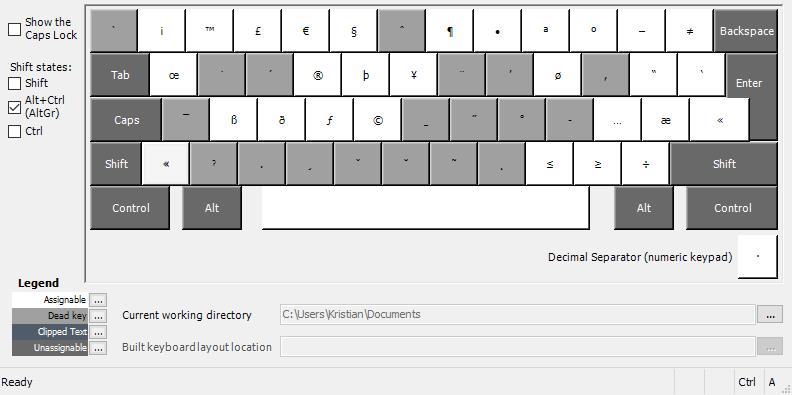 Show the
Caps Lock
Shift states:
Shift
Alt+Ctrl
(AltGr)
Ctrl
` ¡ ™ £ € § ˆ ¶ • ª º – ≠ Backspace
Tab œ ˙ ´ ® þ ¥ ¨ ʼ ø , “ ‘ Enter
Caps ¯ ß ð ƒ © _ ˝ ° - … æ «
Shift « ? . ˇ ˘ ˜ . ≤ ≥ ÷ Shift
Control Alt Alt Control
Decimal Separator (numeric keypad) .
Legend
Assignable ...
Dead key ...
Clipped Text ...
Unassignable ...
Current working directory C:\Users\Kristian\Documents ...
Built keyboard layout location ...
Ready Ctrl A